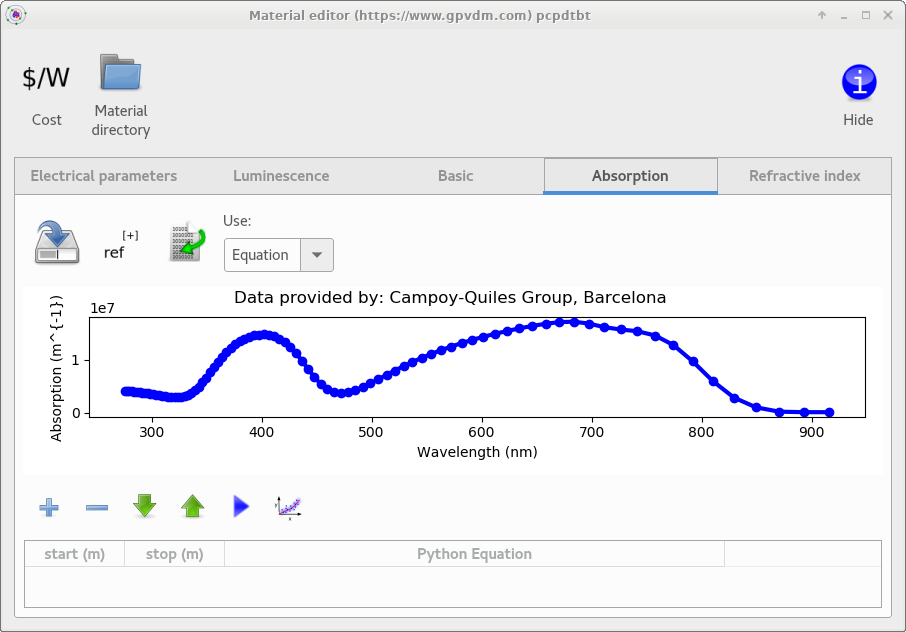 Material editor (https://www.gpvdm.com) pcpdtbt
$/W
Cost
Material
directory
i
Hide
Electrical parameters
Luminescence
Basic
Absorption
Refractive index
[+]
ref
Use:
Equation
Data provided by: Campoy-Quiles Group, Barcelona
1e7
Absorption (m^{-1})
1
0
300 400 500 600 700 800 900
Wavelength (nm)
y
x
start (m) stop (m) Python Equation